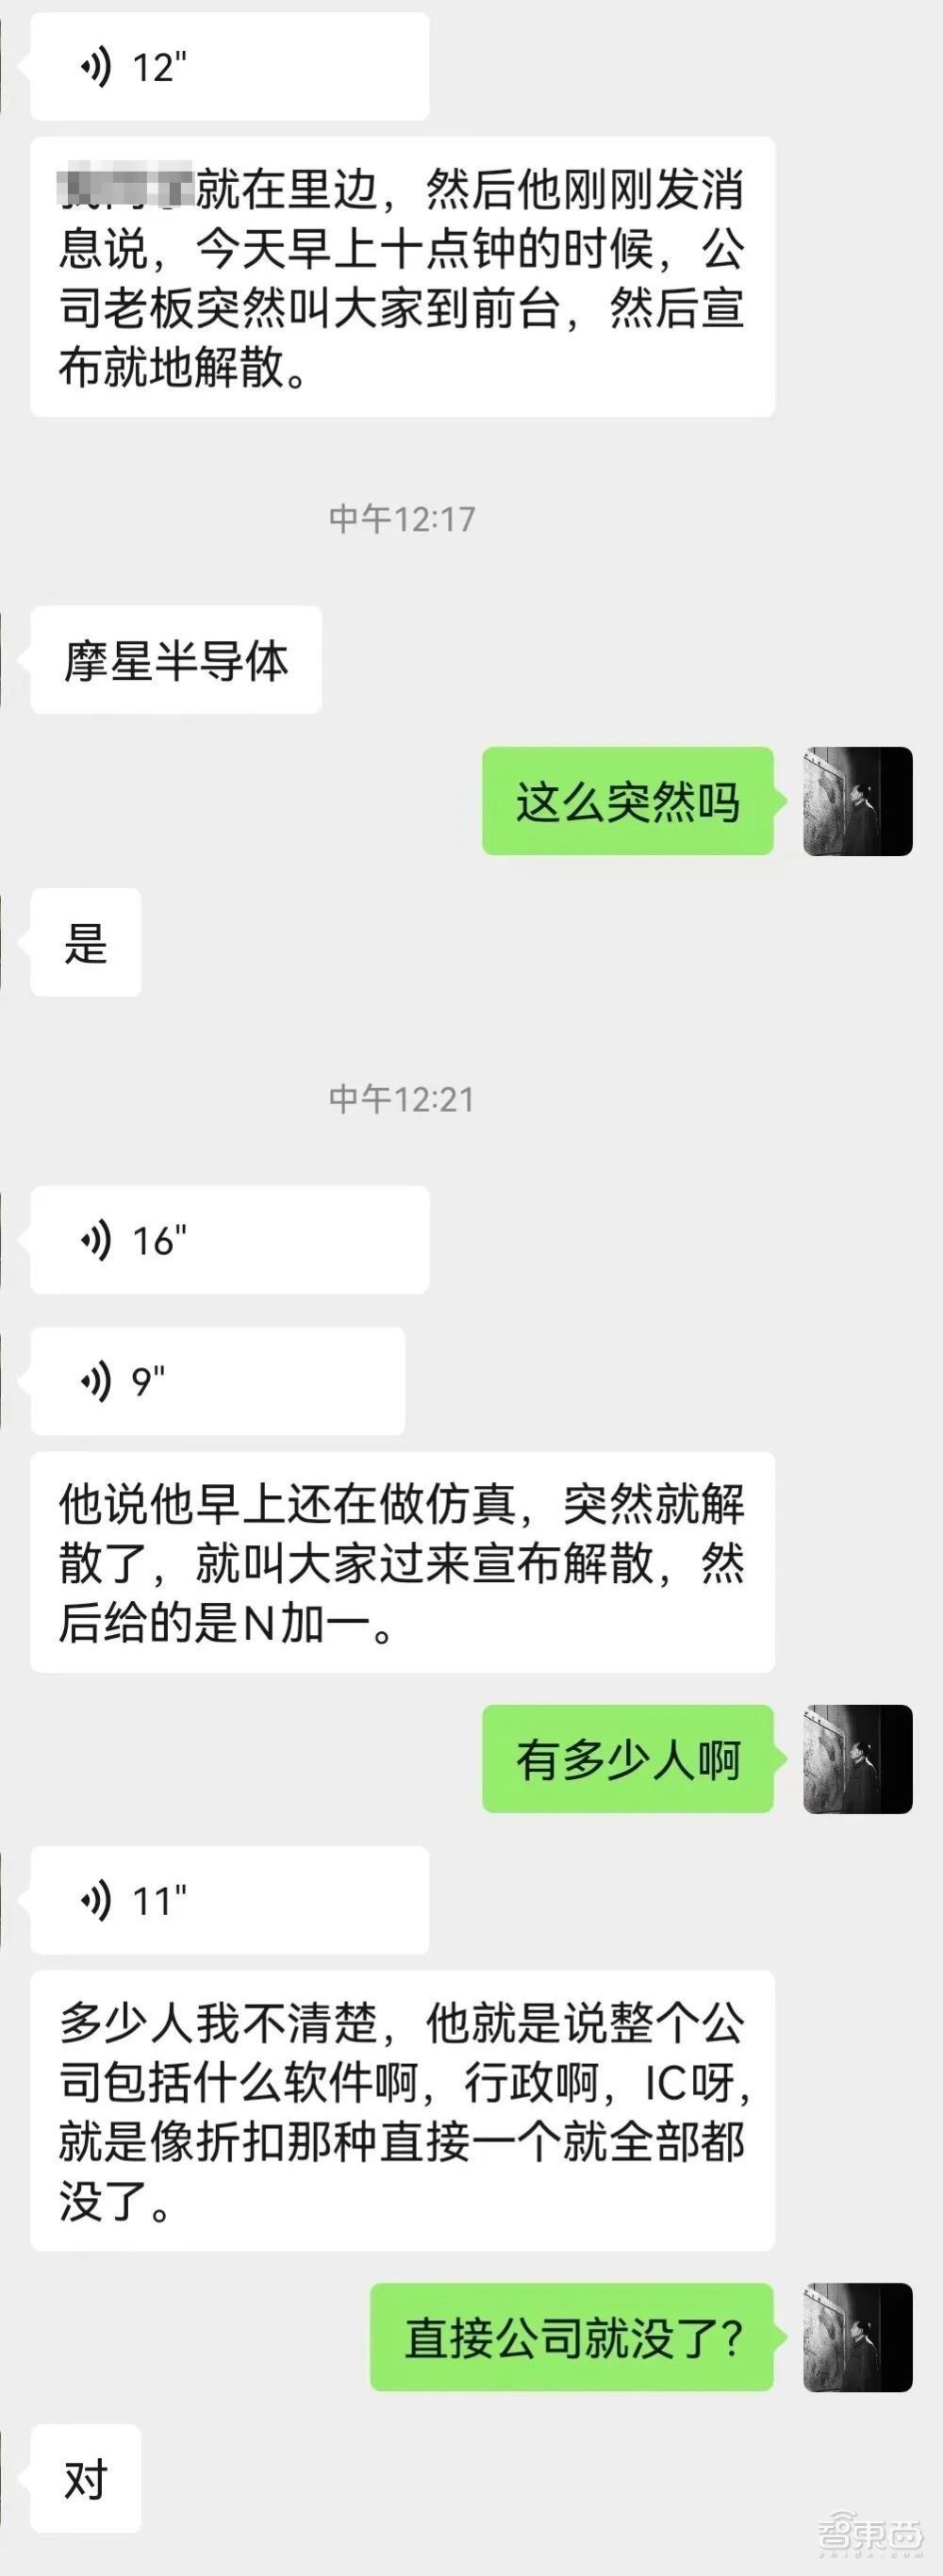 12"
就在里边，然后他刚刚发消
息说，今天早上十点钟的时候，公
司老板突然叫大家到前台，然后宣
布就地解散。
中午12:17
摩星半导体
这么突然吗
是
中午12:21
16"
9"
他说他早上还在做仿真，突然就解
散了，就叫大家过来宣布解散，然
后给的是N加一。
有多少人啊
11"
多少人我不清楚，他就是说整个公
司包括什么软件啊，行政啊，IC呀，
就是像折扣那种直接一个就全部都
没了。
直接公司就没了？
对
智東西